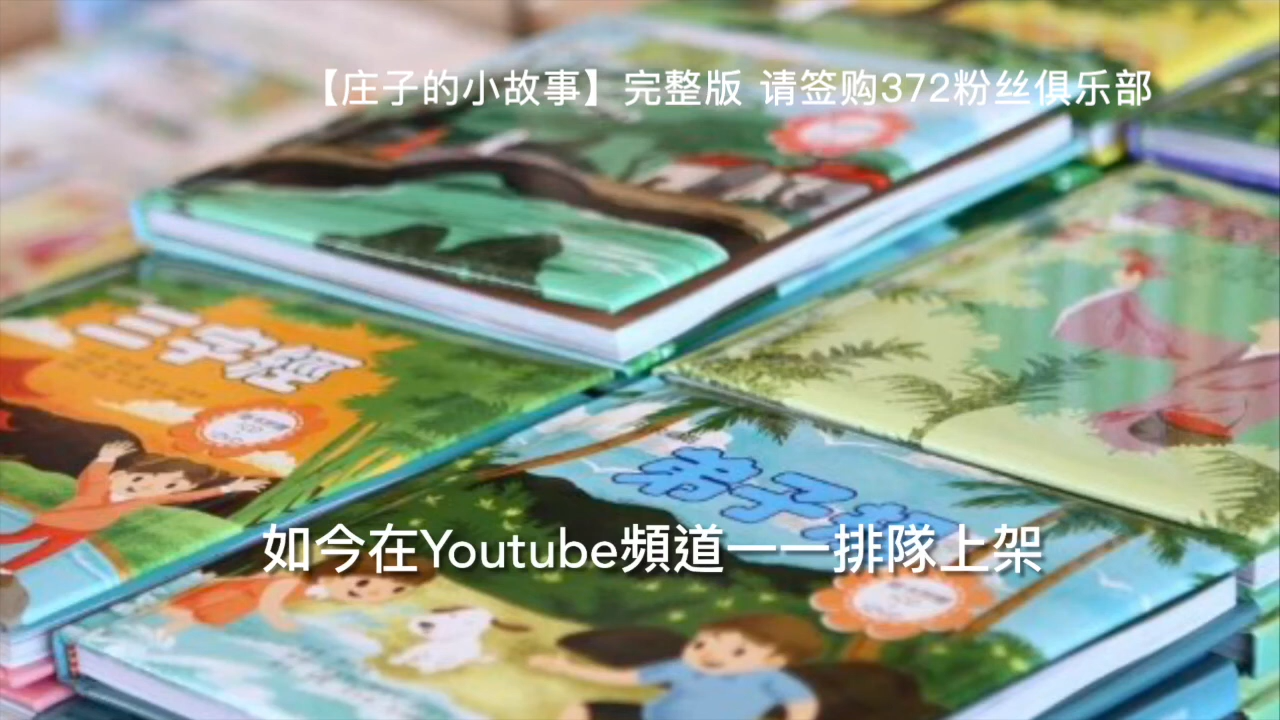 【庄子的小故事】完整版 请签购372粉丝俱乐部
三字經
弟子規
如今在Youtube頻道一一排隊上架